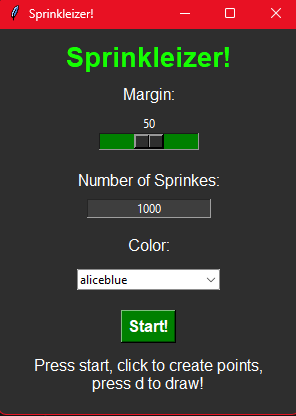 Sprinkleizer!
Sprinkleizer!
Margin:
50
Number of Sprinkes:
1000
Color:
aliceblue
Start!
Press start, click to create points,
press d to draw!